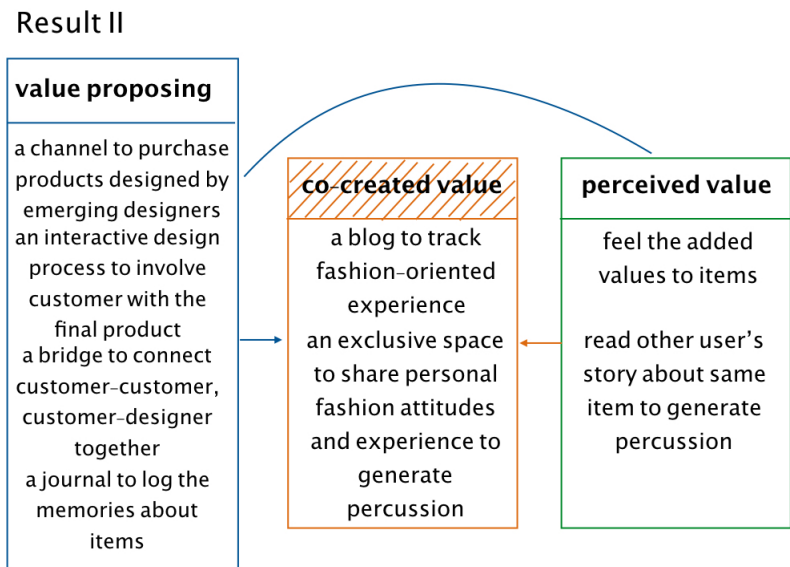 Result II
value proposing
a channel to purchase
products designed by
emerging designers
an interactive design
process to involve
customer with the
final product
a bridge to connect
customer-customer,
customer-designer
together
a journal to log the
memories about
items
co-created value
a blog to track
fashion-oriented
experience
an exclusive space
to share personal
fashion attitudes
and experience to
generate
percussion
perceived value
feel the added
values to items
read other user's
story about same
item to generate
percussion